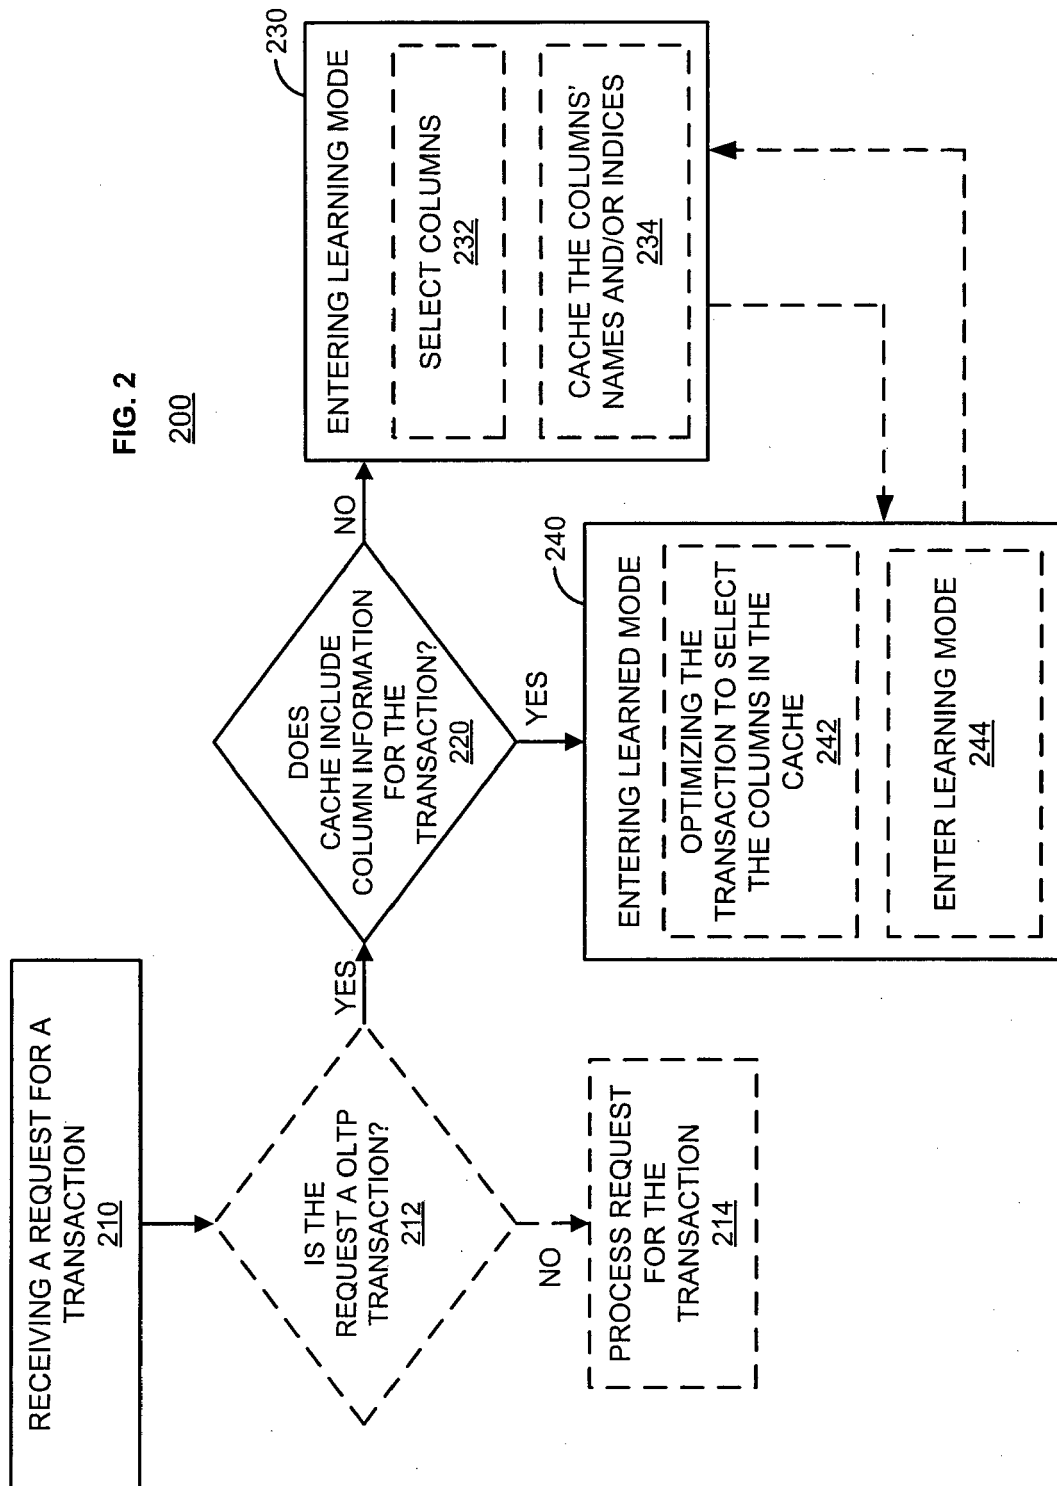 FIG. 2
200
RECEIVING A REQUEST FOR A
TRANSACTION
210
IS THE
REQUEST A OLTP
TRANSACTION?
212
YES
NO
PROCESS REQUEST
FOR THE
TRANSACTION
214
DOES
CACHE INCLUDE
COLUMN INFORMATION
FOR THE
TRANSACTION?
220
NO
YES
230
ENTERING LEARNING MODE
SELECT COLUMNS
232
CACHE THE COLUMNS'
NAMES AND/OR INDICES
234
240
ENTERING LEARNED MODE
OPTIMIZING THE
TRANSACTION TO SELECT
THE COLUMNS IN THE
CACHE
242
ENTER LEARNING MODE
244